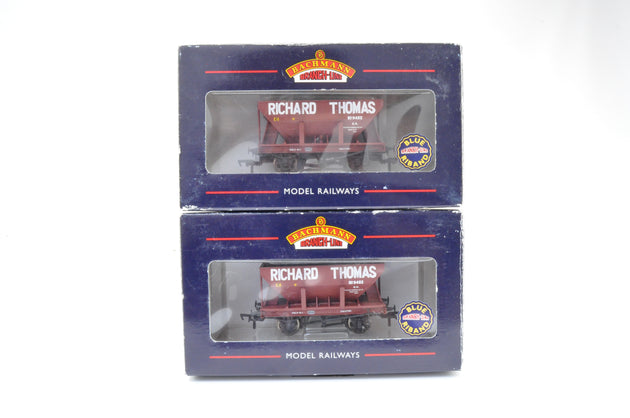 BACHMANN
BRANCH-LINE
RICHARD THOMAS
BLUE
RIBAND
MODEL RAILWAYS
BACHMANN
BRANCH-LINE
RICHARD THOMAS
BLUE
RIBAND
MODEL RAILWAYS